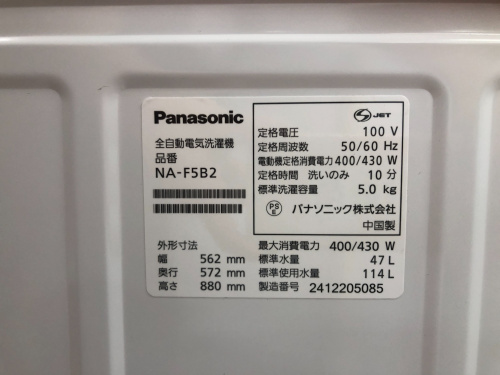 Panasonic
全自動電気洗濯機
品番
NA-F5B2
外形寸法
幅 562 mm
奥行 572 mm
高さ 880 mm
S JET
定格電圧 100 V
定格周波数 50/60 Hz
電動機定格消費電力 400/430 W
定格時間 洗いのみ 10 分
標準洗濯容量 5.0 kg
PS E パナソニック株式会社
中国製
最大消費電力 400/430 W
標準水量 47 L
標準使用水量 114 L
製造番号 2412205085